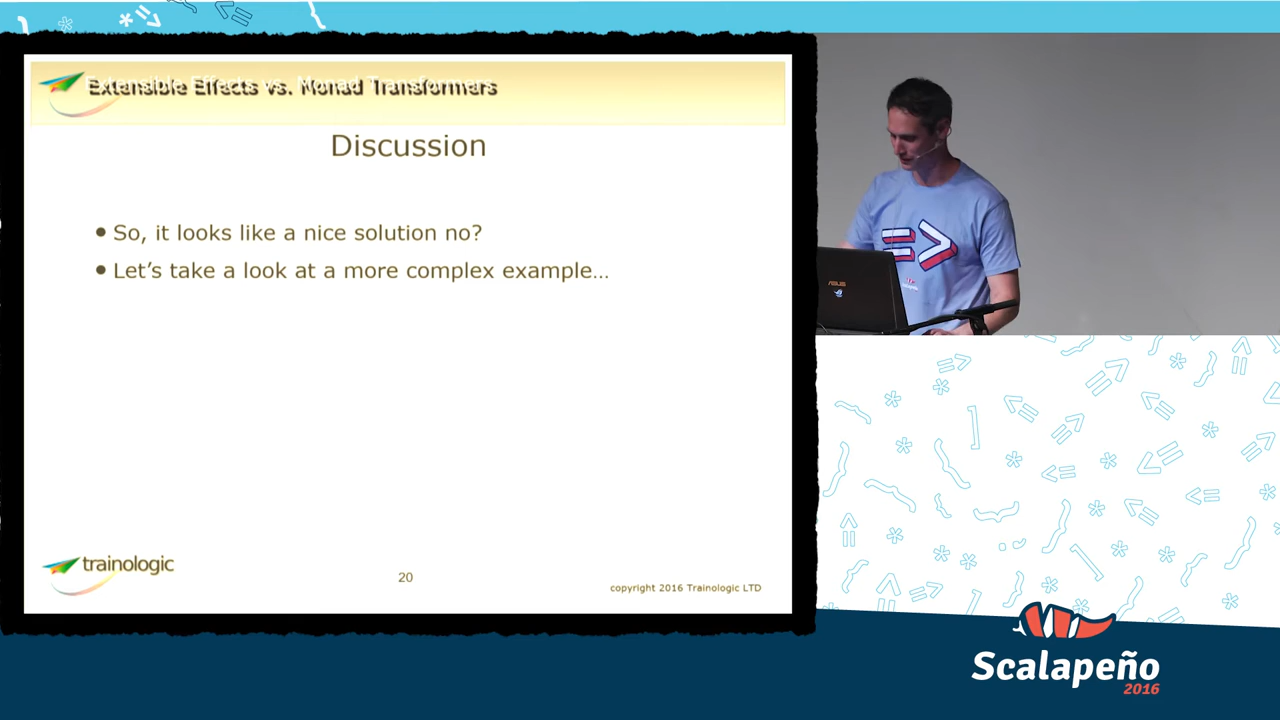 Extensible Effects vs. Monad Transformers
Discussion
• So, it looks like a nice solution no?
• Let's take a look at a more complex example...
trainologic
20
copyright 2016 Trainologic LTD
=>
ASUS
Scalapeño
2016